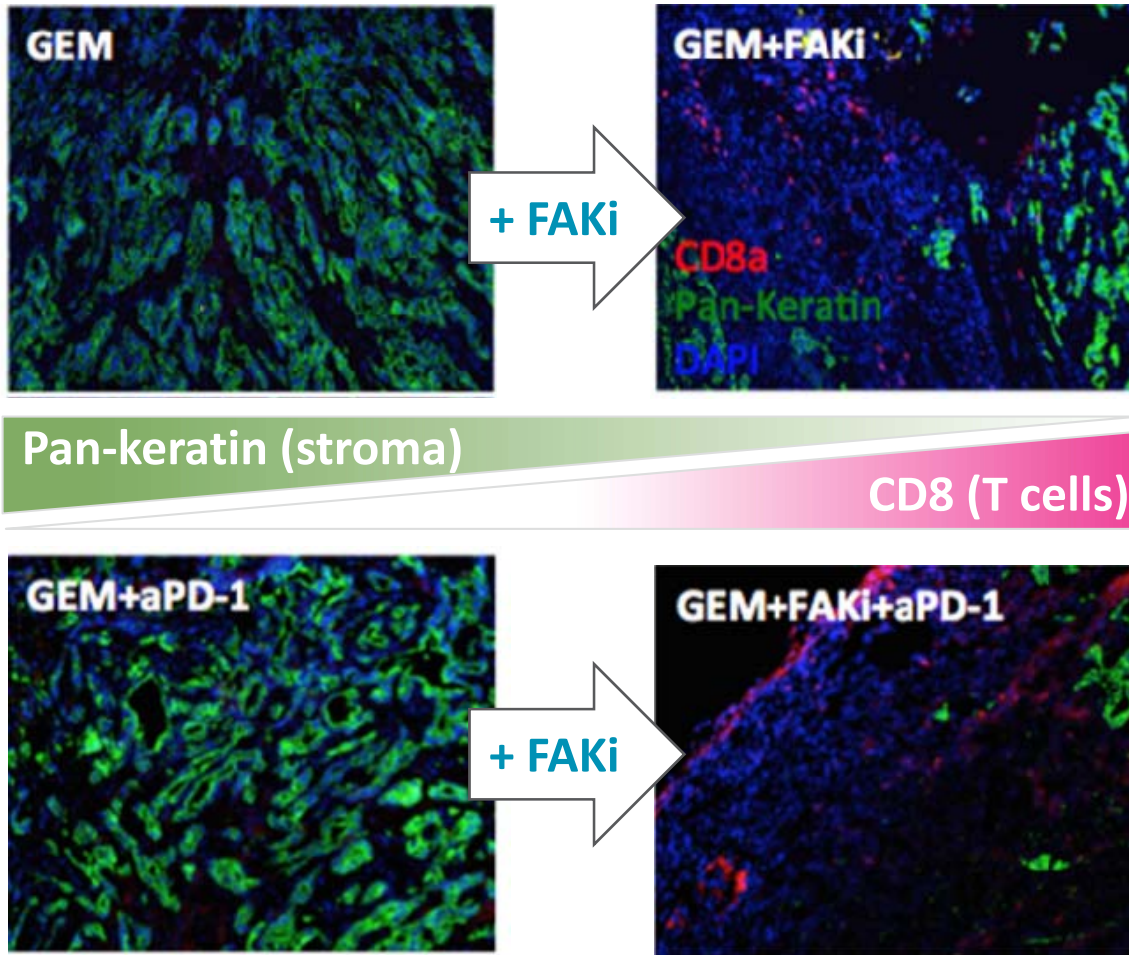 GEM
GEM+FAKi
+ FAKi
CD8a
Pan-Keratin
DAPI
Pan-keratin (stroma)
CD8 (T cells)
GEM+aPD-1
GEM+FAKi+aPD-1
+ FAKi